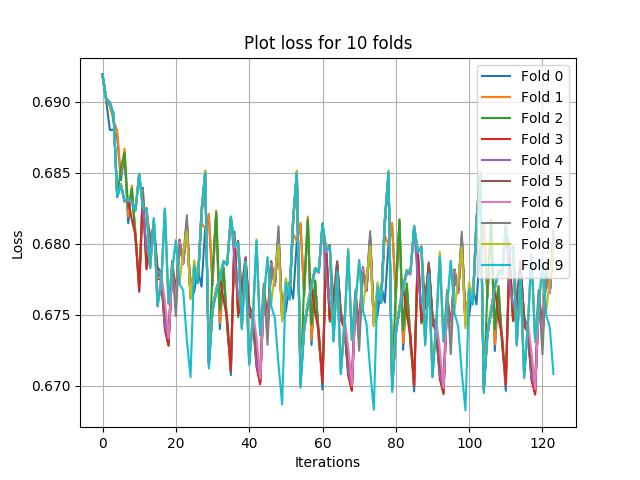 Plot loss for 10 folds
Loss
0.690
0.685
0.680
0.675
0.670
0
20
40
60
80
100
120
Iterations
Fold 0
Fold 1
Fold 2
Fold 3
Fold 4
Fold 5
Fold 6
Fold 7
Fold 8
Fold 9